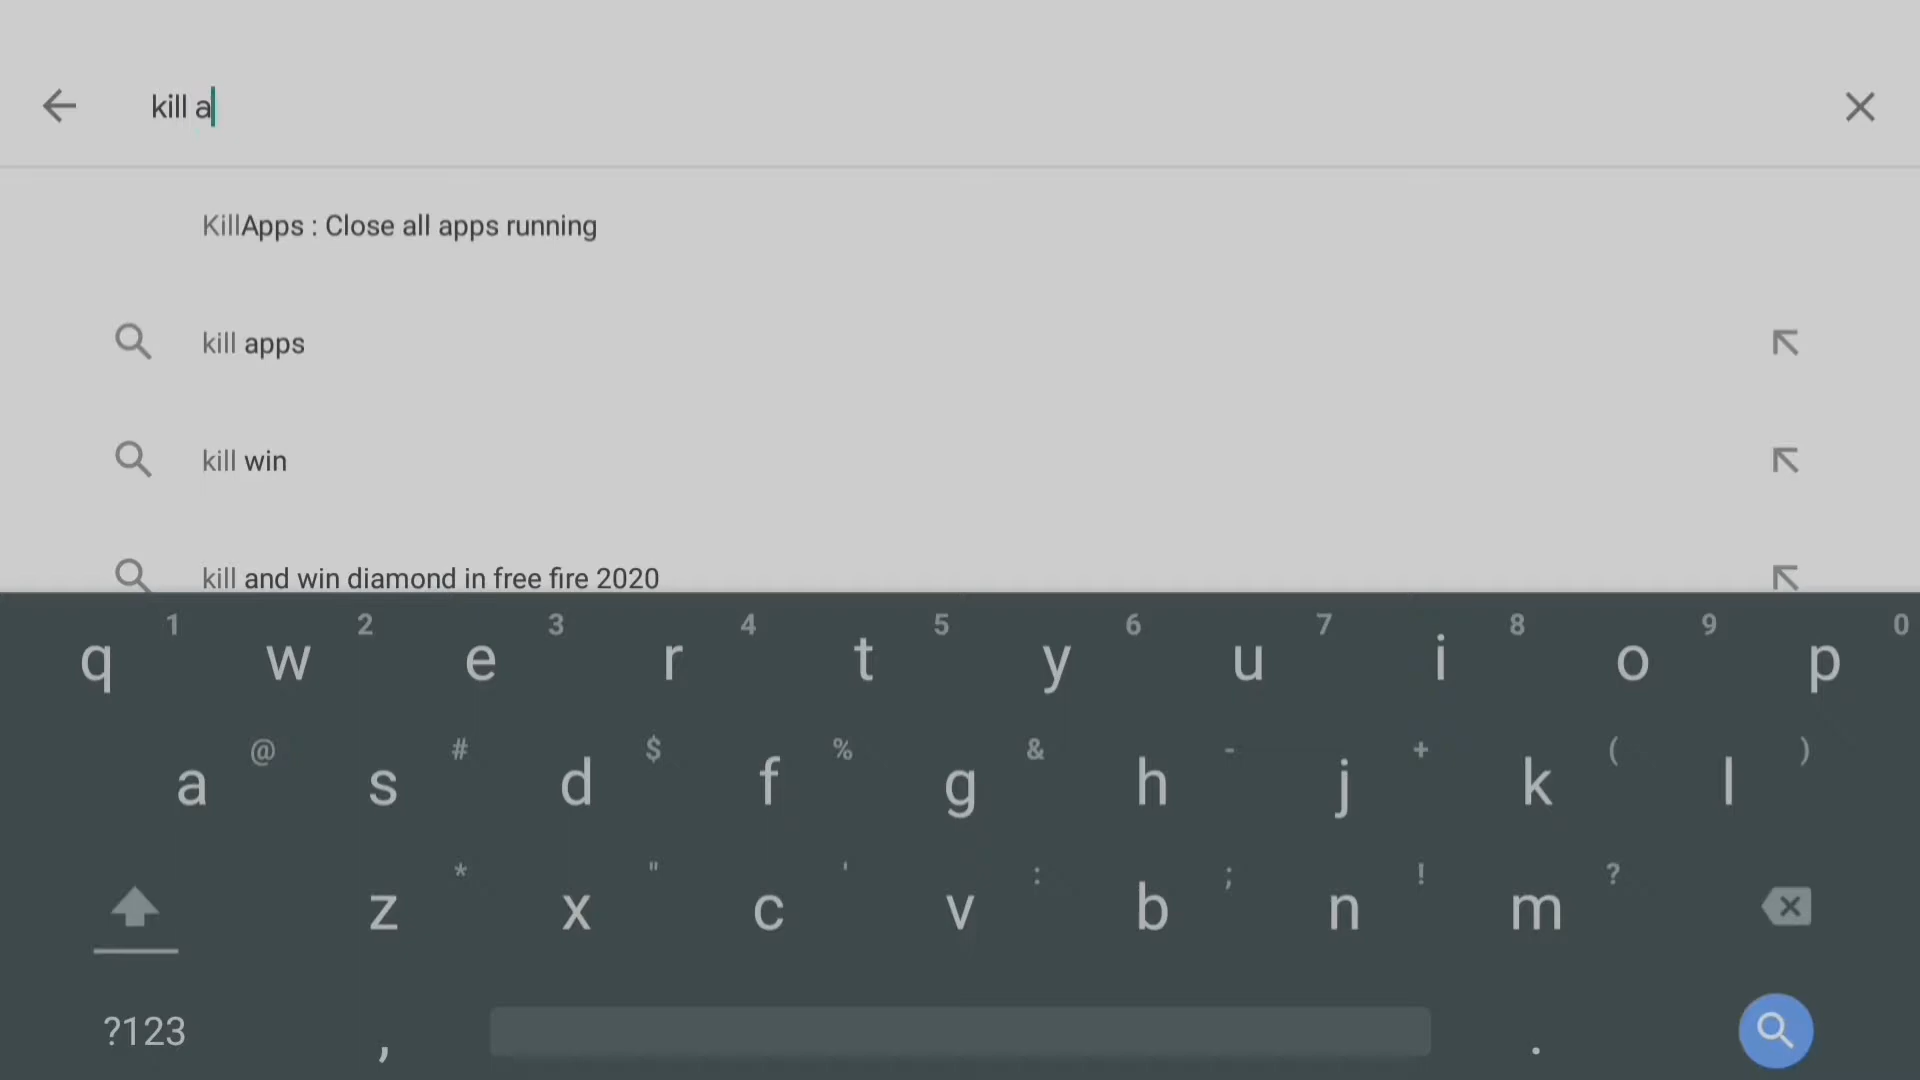 kill a
KillApps : Close all apps running
kill apps
kill win
kill and win diamond in free fire 2020
1 2 3 4 5 6 7 8 9 0
q w e r t y u i o p
@ # $ % & - + ( )
a s d f g h j k l
* " ' : ; ! ?
z x c v b n m
?123 , .